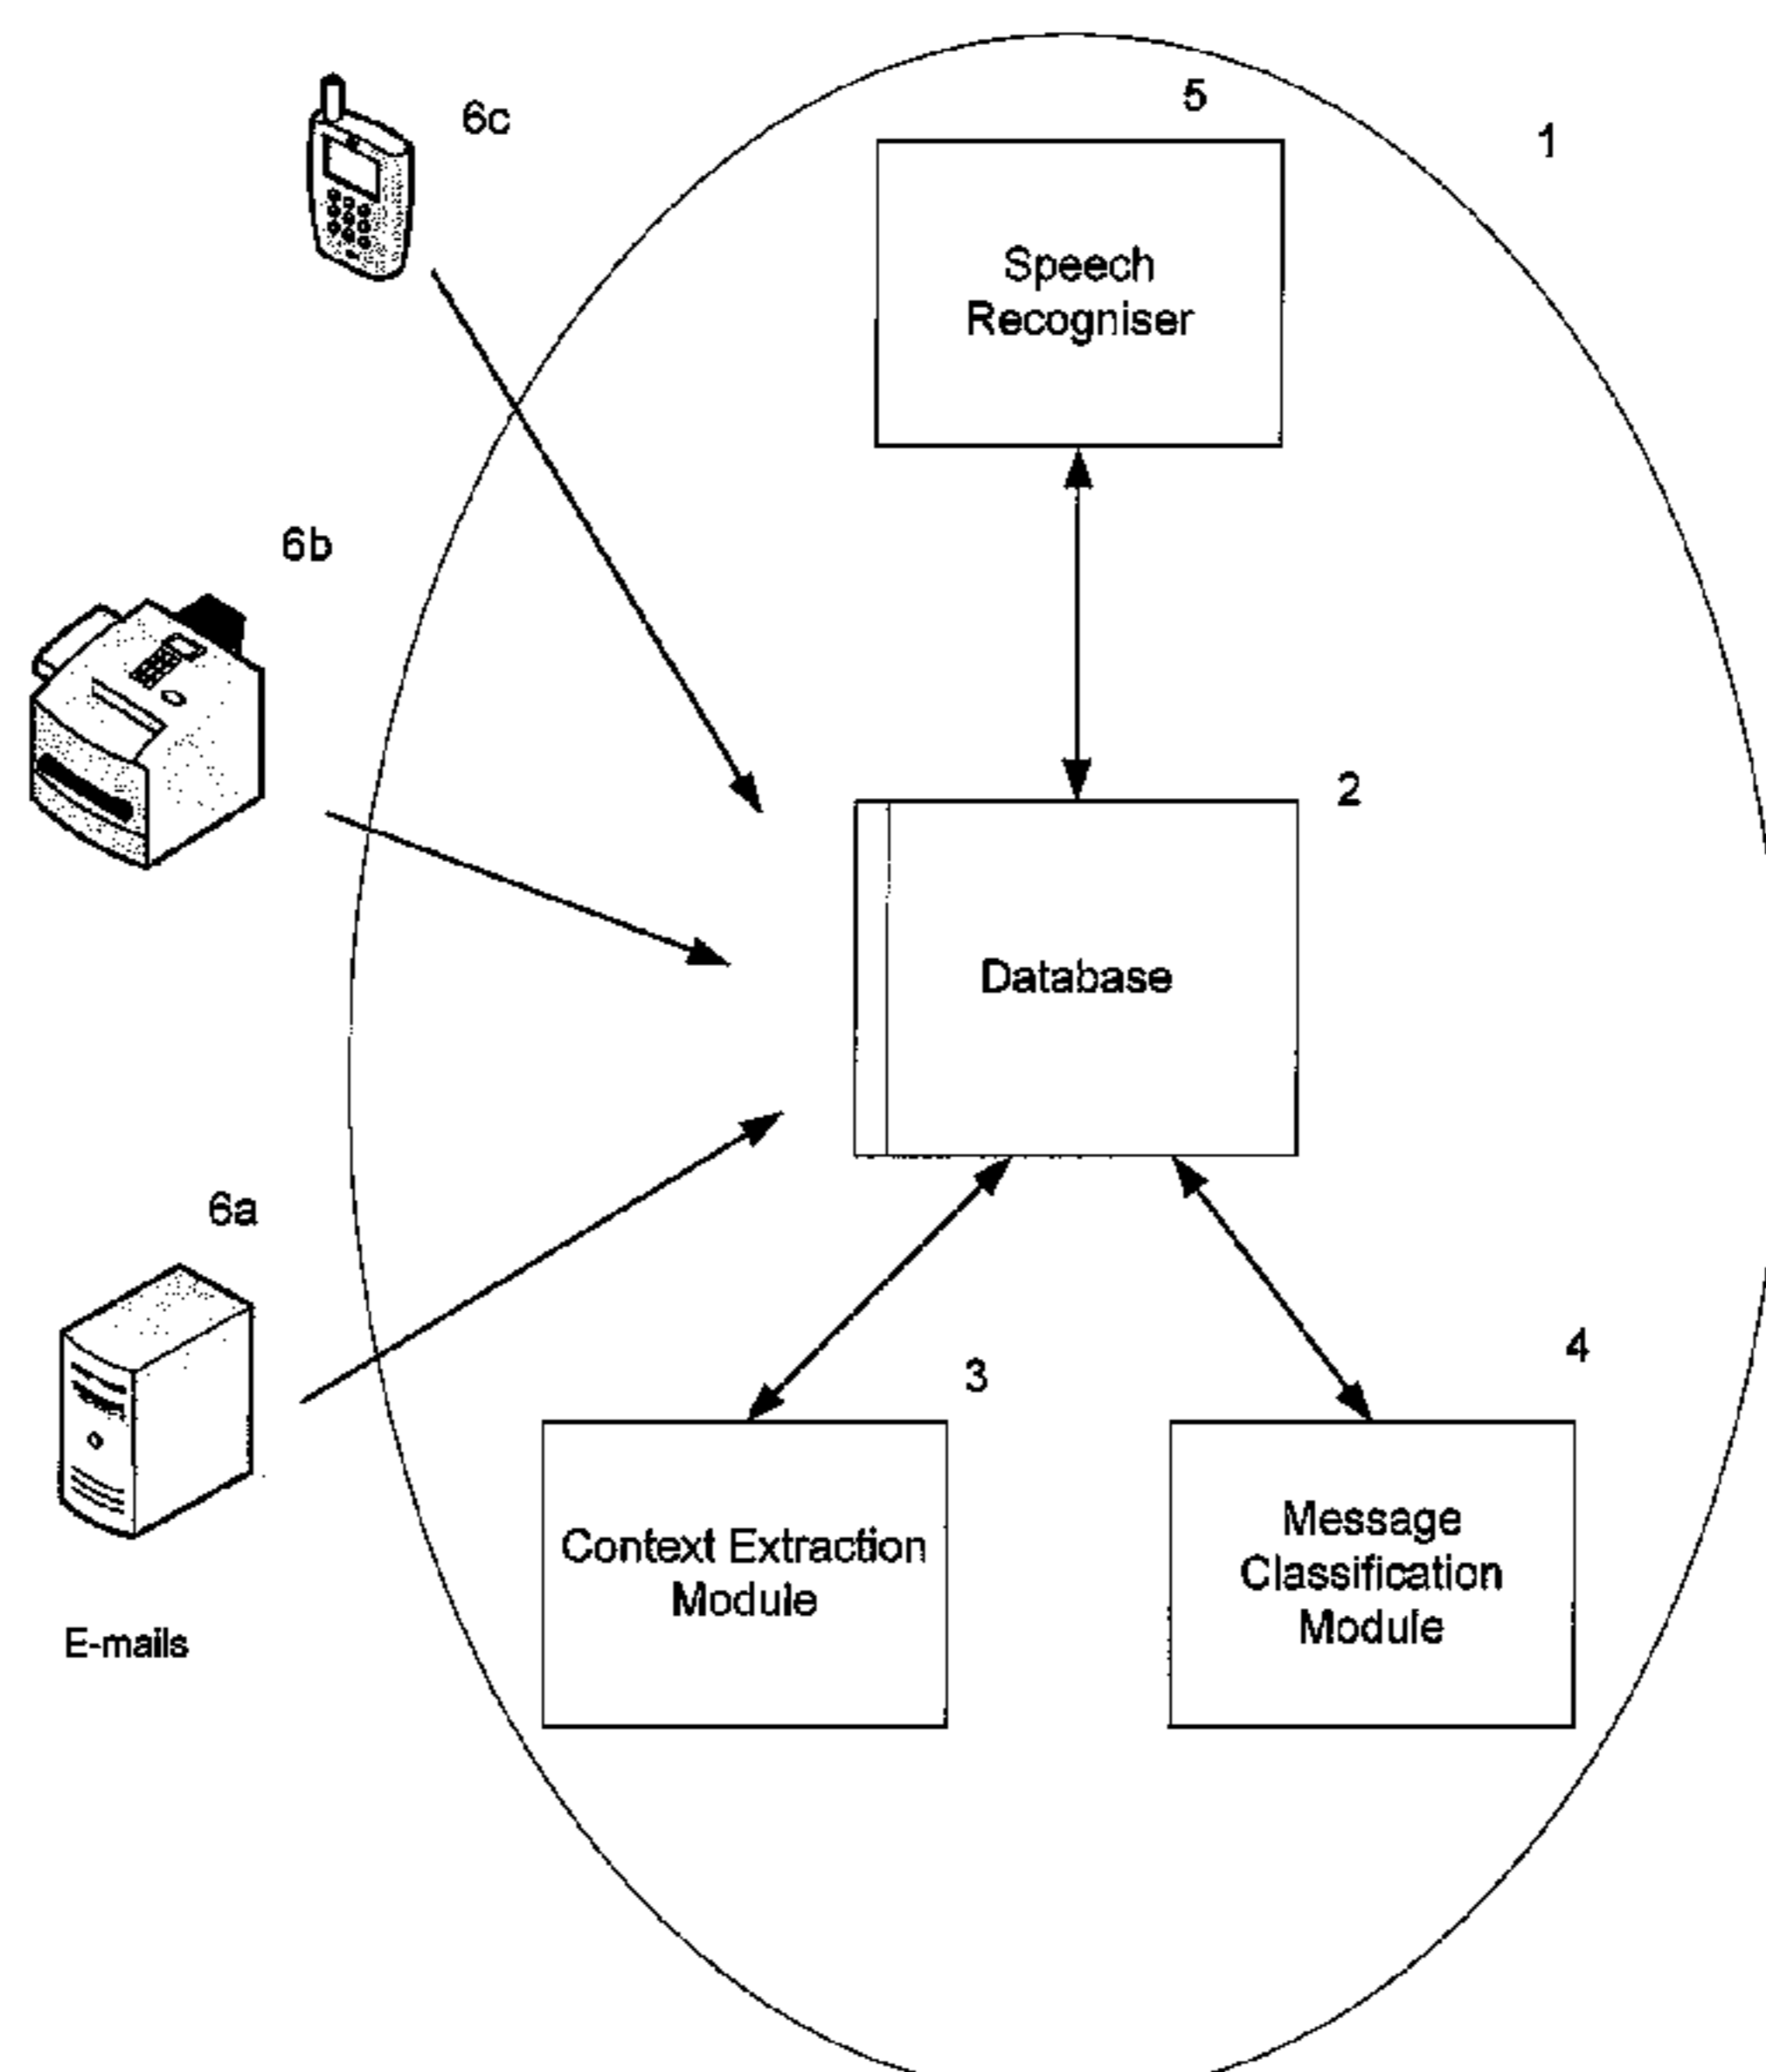 6c
5
1
Speech
Recogniser
6b
2
Database
6a
3
4
Context Extraction
Module
Message
Classification
Module
E-mails